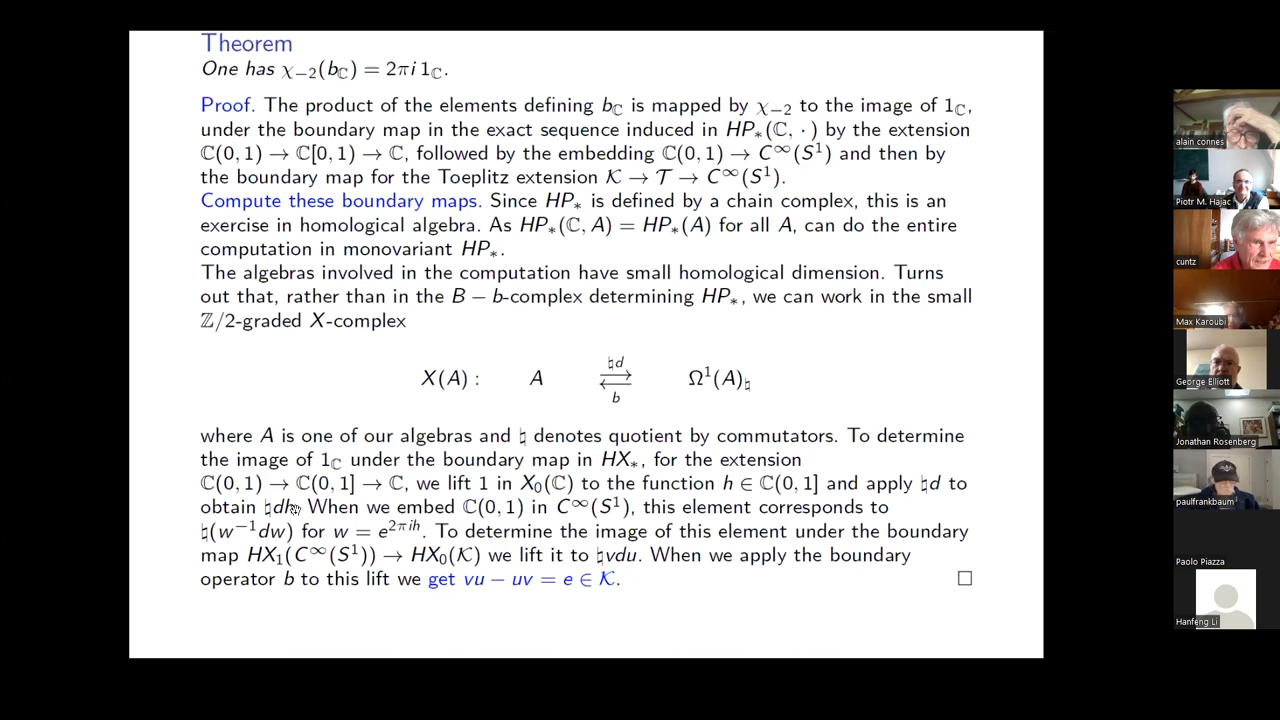 Theorem
One has χ₋₂(b_ℂ) = 2πi 1_ℂ.
Proof. The product of the elements defining b_ℂ is mapped by χ₋₂ to the image of 1_ℂ,
under the boundary map in the exact sequence induced in HP_*(ℂ, ·) by the extension
ℂ(0, 1) → ℂ[0, 1) → ℂ, followed by the embedding ℂ(0, 1) → C^∞(S¹) and then by
the boundary map for the Toeplitz extension 𝒦 → 𝒯 → C^∞(S¹).
Compute these boundary maps. Since HP_* is defined by a chain complex, this is an
exercise in homological algebra. As HP_*(ℂ, A) = HP_*(A) for all A, can do the entire
computation in monovariant HP_*.
The algebras involved in the computation have small homological dimension. Turns
out that, rather than in the B − b-complex determining HP_*, we can work in the small
ℤ/2-graded X-complex
♮d
X(A) : A ⇄ Ω¹(A)_♮
b
where A is one of our algebras and ♮ denotes quotient by commutators. To determine
the image of 1_ℂ under the boundary map in HX_*, for the extension
ℂ(0, 1) → ℂ(0, 1] → ℂ, we lift 1 in X₀(ℂ) to the function h ∈ ℂ(0, 1] and apply ♮d to
obtain ♮dh. When we embed ℂ(0, 1) in C^∞(S¹), this element corresponds to
♮(w⁻¹dw) for w = e^{2πih}. To determine the image of this element under the boundary
map HX₁(C^∞(S¹)) → HX₀(𝒦) we lift it to ♮vdu. When we apply the boundary
operator b to this lift we get vu − uv = e ∈ 𝒦. □
alain connes
Piotr M. Hajac
cuntz
Max Karoubi
George Elliott
Jonathan Rosenberg
paulfrankbaum
Paolo Piazza
Hanfeng Li